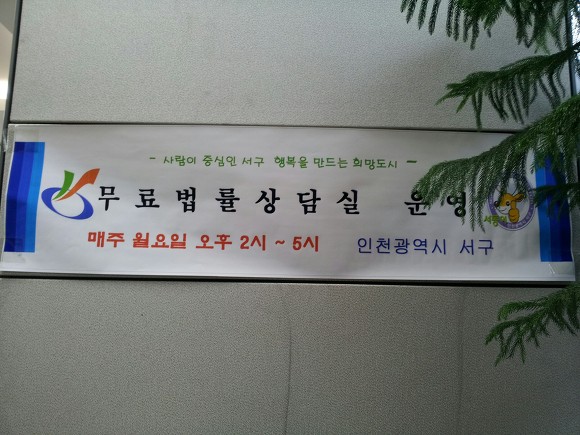 - 사람이 중심인 서구 행복을 만드는 희망도시 -
무료법률상담실 운영
매주 월요일 오후 2시 ~ 5시 인천광역시 서구